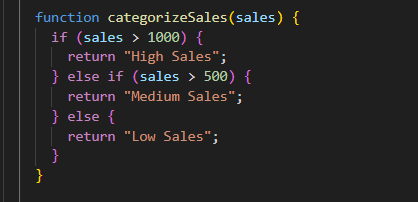 function categorizeSales(sales) {
  if (sales > 1000) {
    return "High Sales";
  } else if (sales > 500) {
    return "Medium Sales";
  } else {
    return "Low Sales";
  }
}